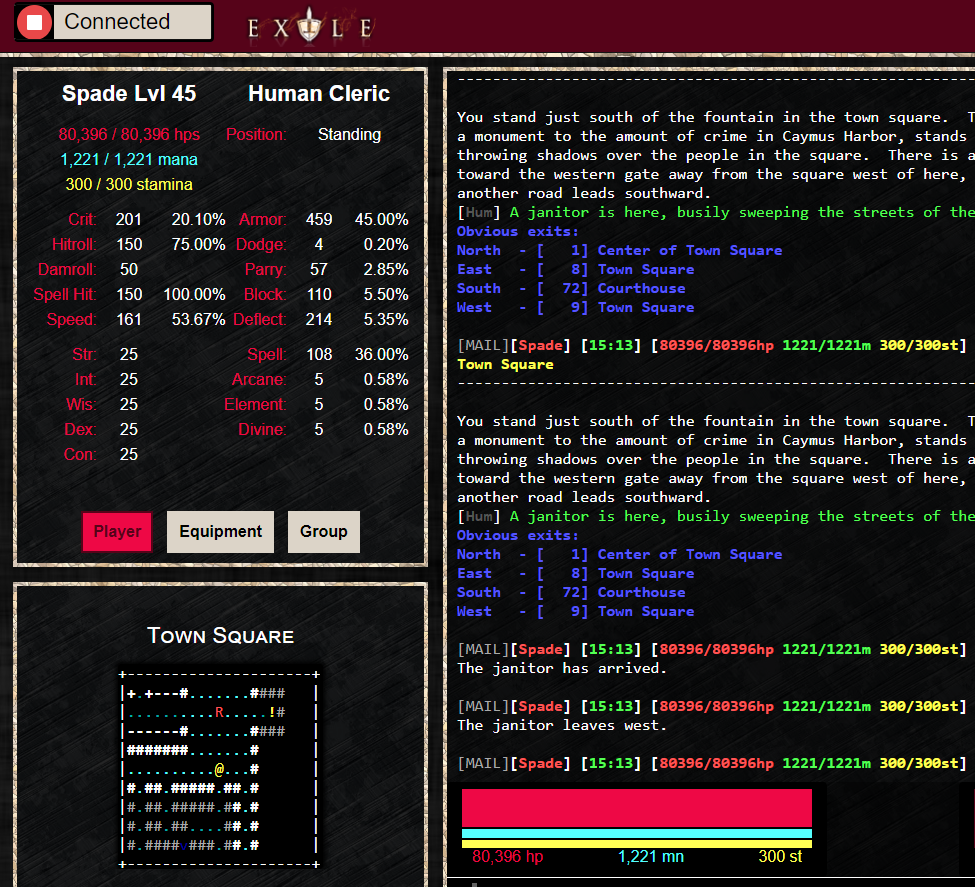 Connected
EXILE
Spade Lvl 45 Human Cleric
80,396 / 80,396 hps Position: Standing
1,221 / 1,221 mana
300 / 300 stamina
Crit: 201 20.10% Armor: 459 45.00%
Hitroll: 150 75.00% Dodge: 4 0.20%
Damroll: 50 Parry: 57 2.85%
Spell Hit: 150 100.00% Block: 110 5.50%
Speed: 161 53.67% Deflect: 214 5.35%
Str: 25 Spell: 108 36.00%
Int: 25 Arcane: 5 0.58%
Wis: 25 Element: 5 0.58%
Dex: 25 Divine: 5 0.58%
Con: 25
Player Equipment Group
Town Square
+---------------------+
|+.+---#.......####   |
|..........R.....!#   |
|------#.......####   |
|#######.......#      |
|..........@...#      |
|#.##.#####.##.#      |
|#.##.#####.##.#      |
|#.##.##....##.#      |
|#.####v###.##.#      |
+---------------------+
You stand just south of the fountain in the town square. T
a monument to the amount of crime in Caymus Harbor, stands
throwing shadows over the people in the square. There is a
toward the western gate away from the square west of here,
another road leads southward.
[Hum] A janitor is here, busily sweeping the streets of the
Obvious exits:
North - [ 1] Center of Town Square
East - [ 8] Town Square
South - [ 72] Courthouse
West - [ 9] Town Square
[MAIL][Spade] [15:13] [80396/80396hp 1221/1221m 300/300st]
Town Square
You stand just south of the fountain in the town square. T
a monument to the amount of crime in Caymus Harbor, stands
throwing shadows over the people in the square. There is a
toward the western gate away from the square west of here,
another road leads southward.
[Hum] A janitor is here, busily sweeping the streets of the
Obvious exits:
North - [ 1] Center of Town Square
East - [ 8] Town Square
South - [ 72] Courthouse
West - [ 9] Town Square
[MAIL][Spade] [15:13] [80396/80396hp 1221/1221m 300/300st]
The janitor has arrived.
[MAIL][Spade] [15:13] [80396/80396hp 1221/1221m 300/300st]
The janitor leaves west.
[MAIL][Spade] [15:13] [80396/80396hp 1221/1221m 300/300st]
80,396 hp 1,221 mn 300 st